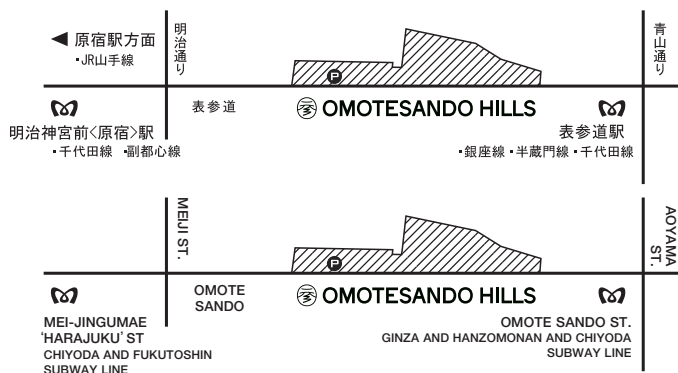 ◀ 原宿駅方面
・JR山手線
明治通り
青山通り
P
表参道
OMOTESANDO HILLS
明治神宮前<原宿>駅
・千代田線 ・副都心線
表参道駅
・銀座線・半蔵門線・千代田線
MEIJI ST.
AOYAMA ST.
P
OMOTE
SANDO
OMOTESANDO HILLS
MEI-JINGUMAE
'HARAJUKU' ST
CHIYODA AND FUKUTOSHIN
SUBWAY LINE
OMOTE SANDO ST.
GINZA AND HANZOMONAN AND CHIYODA
SUBWAY LINE